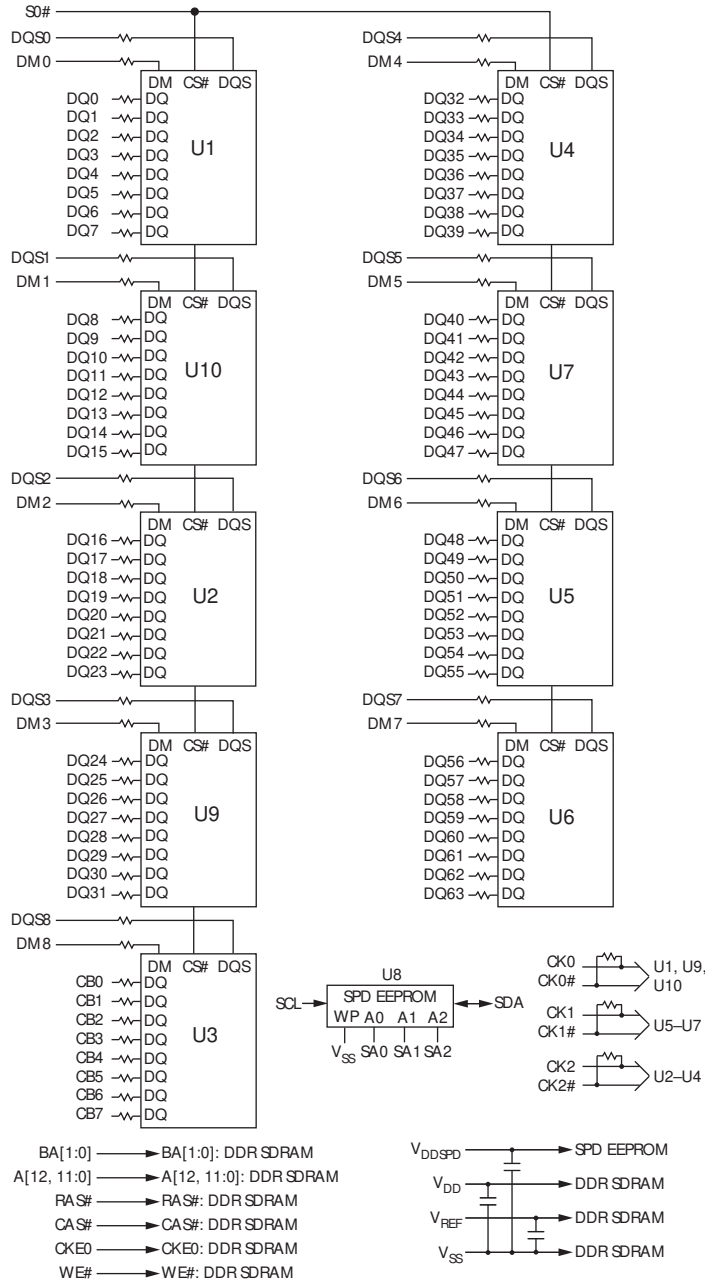 S0#
DQS0
DM0
DM CS# DQS
DQ0 DQ
DQ1 DQ
DQ2 DQ
DQ3 DQ
DQ4 DQ
DQ5 DQ
DQ6 DQ
DQ7 DQ
U1
DQS1
DM1
DM CS# DQS
DQ8 DQ
DQ9 DQ
DQ10 DQ
DQ11 DQ
DQ12 DQ
DQ13 DQ
DQ14 DQ
DQ15 DQ
U10
DQS2
DM2
DM CS# DQS
DQ16 DQ
DQ17 DQ
DQ18 DQ
DQ19 DQ
DQ20 DQ
DQ21 DQ
DQ22 DQ
DQ23 DQ
U2
DQS3
DM3
DM CS# DQS
DQ24 DQ
DQ25 DQ
DQ26 DQ
DQ27 DQ
DQ28 DQ
DQ29 DQ
DQ30 DQ
DQ31 DQ
U9
DQS8
DM8
DM CS# DQS
CB0 DQ
CB1 DQ
CB2 DQ
CB3 DQ
CB4 DQ
CB5 DQ
CB6 DQ
CB7 DQ
U3
DQS4
DM4
DM CS# DQS
DQ32 DQ
DQ33 DQ
DQ34 DQ
DQ35 DQ
DQ36 DQ
DQ37 DQ
DQ38 DQ
DQ39 DQ
U4
DQS5
DM5
DM CS# DQS
DQ40 DQ
DQ41 DQ
DQ42 DQ
DQ43 DQ
DQ44 DQ
DQ45 DQ
DQ46 DQ
DQ47 DQ
U7
DQS6
DM6
DM CS# DQS
DQ48 DQ
DQ49 DQ
DQ50 DQ
DQ51 DQ
DQ52 DQ
DQ53 DQ
DQ54 DQ
DQ55 DQ
U5
DQS7
DM7
DM CS# DQS
DQ56 DQ
DQ57 DQ
DQ58 DQ
DQ59 DQ
DQ60 DQ
DQ61 DQ
DQ62 DQ
DQ63 DQ
U6
U8
SCL SPD EEPROM SDA
WP A0 A1 A2
VSS SA0 SA1 SA2
CK0
CK0#
U1, U9,
U10
CK1
CK1#
U5–U7
CK2
CK2#
U2–U4
BA[1:0] BA[1:0]: DDR SDRAM
A[12, 11:0] A[12, 11:0]: DDR SDRAM
RAS# RAS#: DDR SDRAM
CAS# CAS#: DDR SDRAM
CKE0 CKE0: DDR SDRAM
WE# WE#: DDR SDRAM
VDDSPD SPD EEPROM
VDD DDR SDRAM
VREF DDR SDRAM
VSS DDR SDRAM